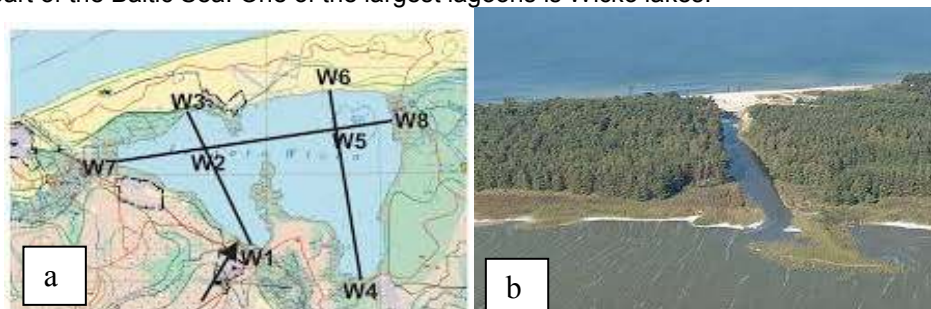 part of the Baltic Sea. One of the largest lagoons is Wicko lakes.
W6
W3
W8
W5
W2
W7
W1
W4
a
b